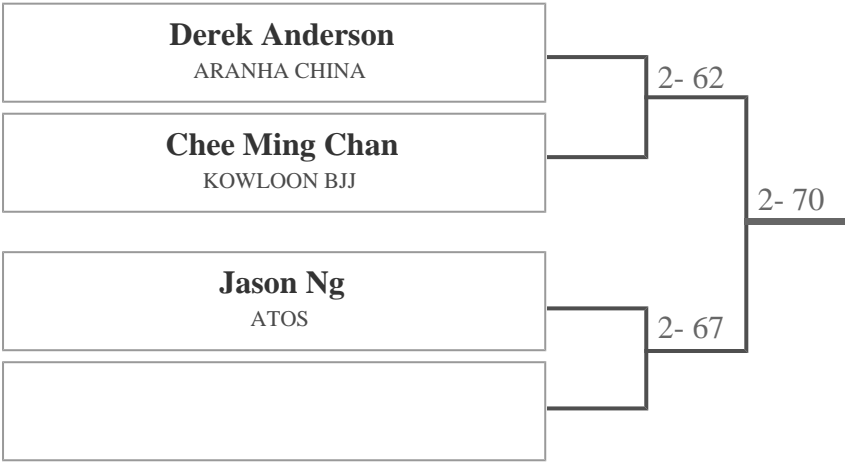 Derek Anderson
ARANHA CHINA
2- 62
Chee Ming Chan
KOWLOON BJJ
2- 70
Jason Ng
ATOS
2- 67